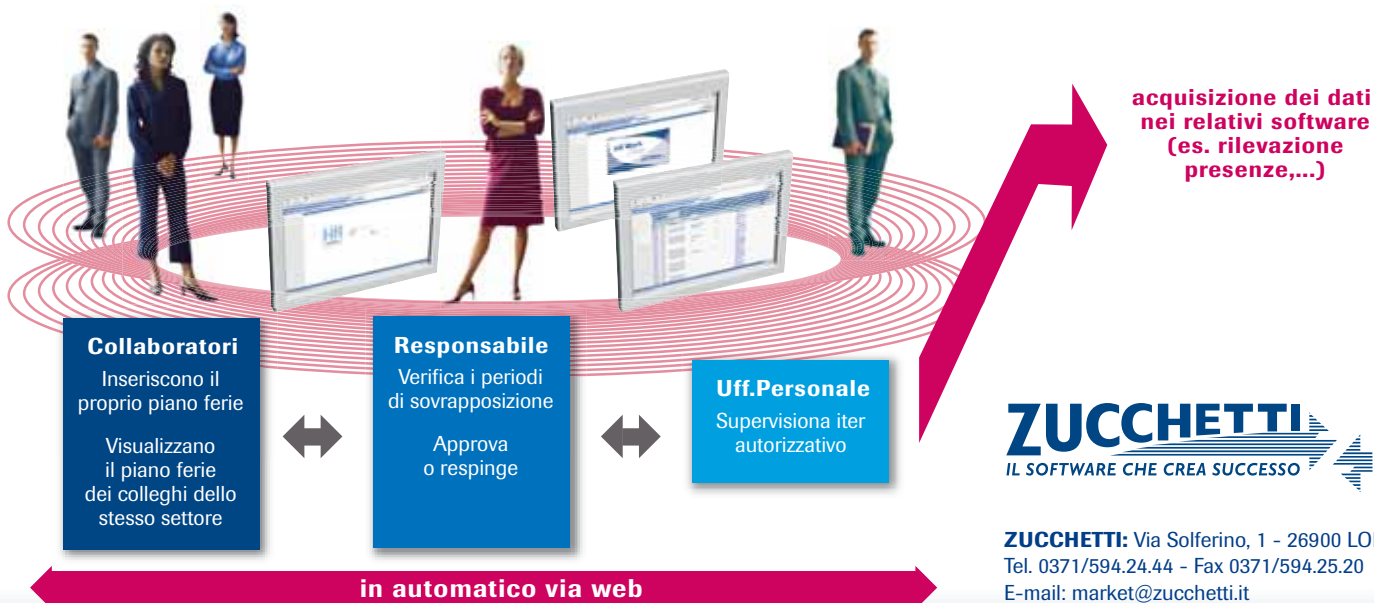 acquisizione dei dati
nei relativi software
(es. rilevazione
presenze,...)
Collaboratori
Inseriscono il
proprio piano ferie
Visualizzano
il piano ferie
dei colleghi dello
stesso settore
Responsabile
Verifica i periodi
di sovrapposizione
Approva
o respinge
Uff.Personale
Supervisiona iter
autorizzativo
in automatico via web
ZUCCHETTI
IL SOFTWARE CHE CREA SUCCESSO
ZUCCHETTI: Via Solferino, 1 - 26900
Tel. 0371/594.24.44 - Fax 0371/594.25.20
E-mail: market@zucchetti.it